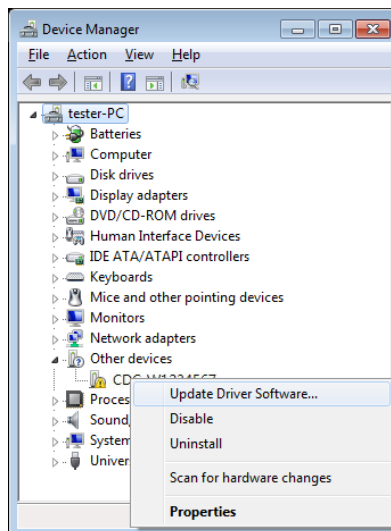 Device Manager
File Action View Help
tester-PC
Batteries
Computer
Disk drives
Display adapters
DVD/CD-ROM drives
Human Interface Devices
IDE ATA/ATAPI controllers
Keyboards
Mice and other pointing devices
Monitors
Network adapters
Other devices
Update Driver Software...
Disable
Uninstall
Scan for hardware changes
Properties
Proces
Sound,
System
Univer